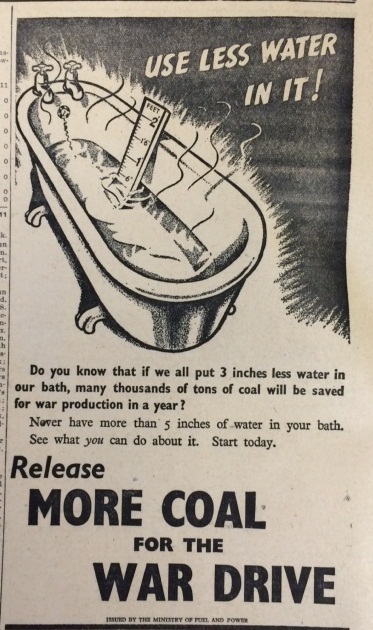 USE LESS WATER
IN IT!
FEET
Do you know that if we all put 3 inches less water in
our bath, many thousands of tons of coal will be saved
for war production in a year?
Never have more than 5 inches of water in your bath.
See what you can do about it. Start today.
Release
MORE COAL
FOR THE
WAR DRIVE
ISSUED BY THE MINISTRY OF FUEL AND POWER